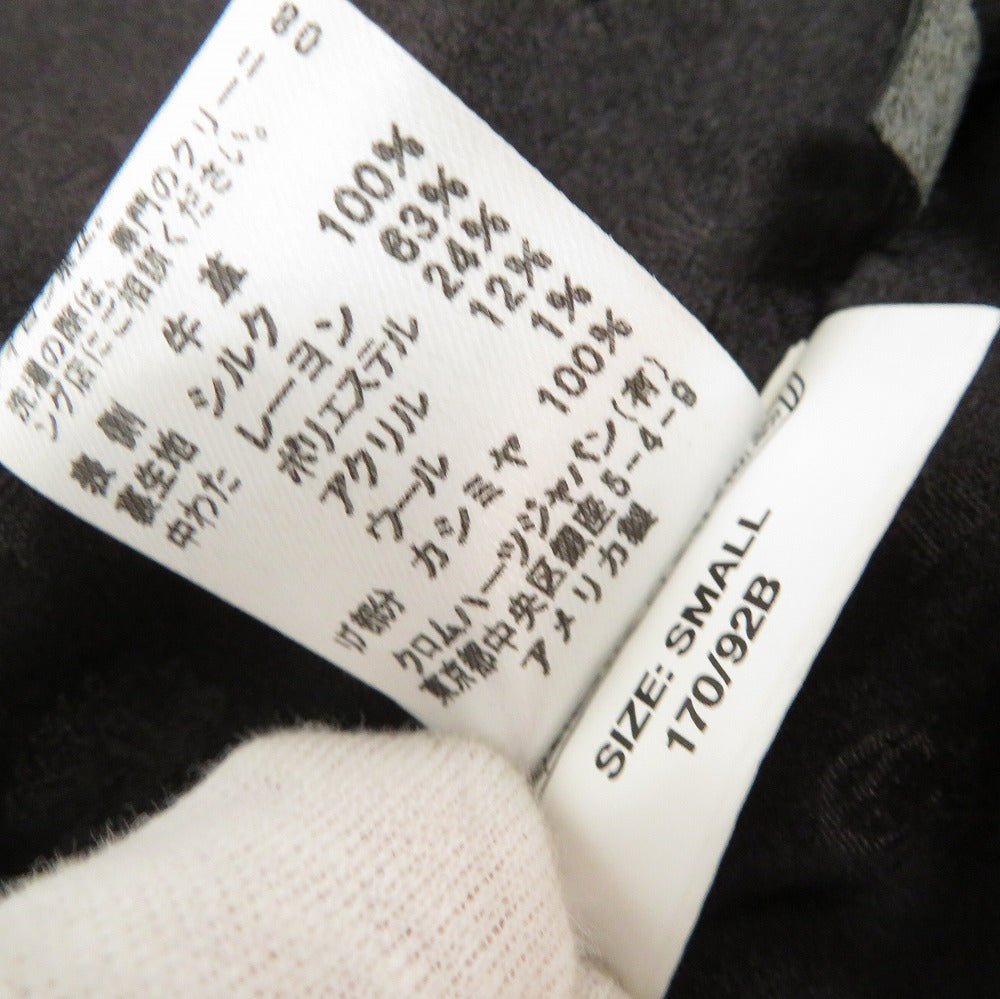 80
洗濯の際は、専門のクリーニ
ング店にご相談ください。
表側 牛革 100%
裏生地 シルク 63%
中わた レーヨン 24%
ポリエステル 12%
アクリル 1%
ウール 100%
カシミヤ
リブ部分
クロムハーツジャパン(有)
東京都中央区銀座5-4-9
アメリカ製
SIZE: SMALL
170/92B